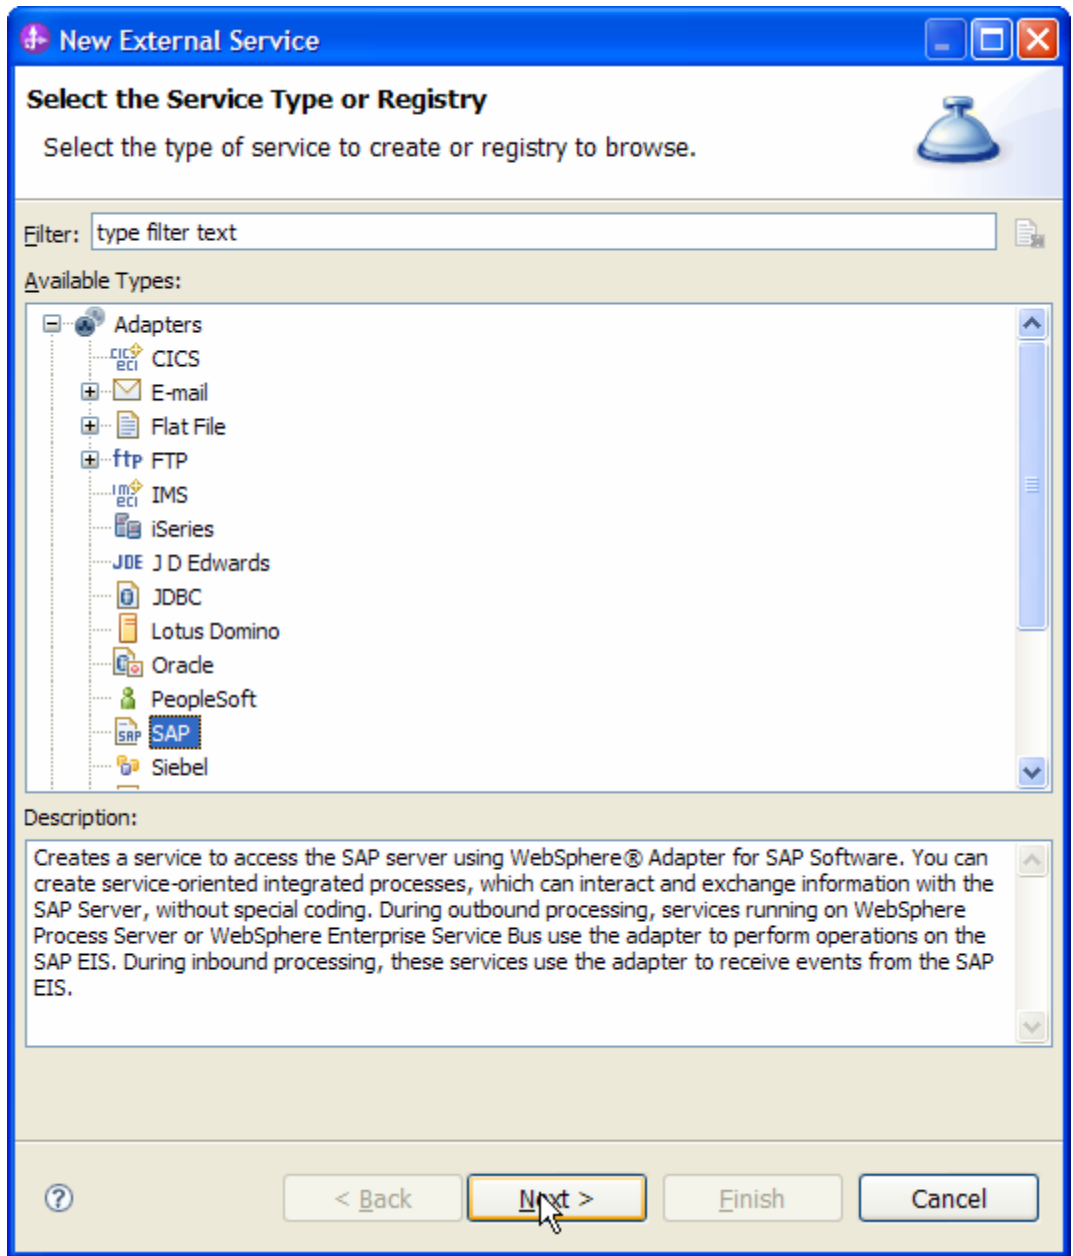 New External Service
Select the Service Type or Registry
Select the type of service to create or registry to browse.
Filter: type filter text
Available Types:
Adapters
CICS
E-mail
Flat File
FTP
IMS
iSeries
J D Edwards
JDBC
Lotus Domino
Oracle
PeopleSoft
SAP
Siebel
Description:
Creates a service to access the SAP server using WebSphere® Adapter for SAP Software. You can
create service-oriented integrated processes, which can interact and exchange information with the
SAP Server, without special coding. During outbound processing, services running on WebSphere
Process Server or WebSphere Enterprise Service Bus use the adapter to perform operations on the
SAP EIS. During inbound processing, these services use the adapter to receive events from the SAP
EIS.
? < Back Next > Finish Cancel